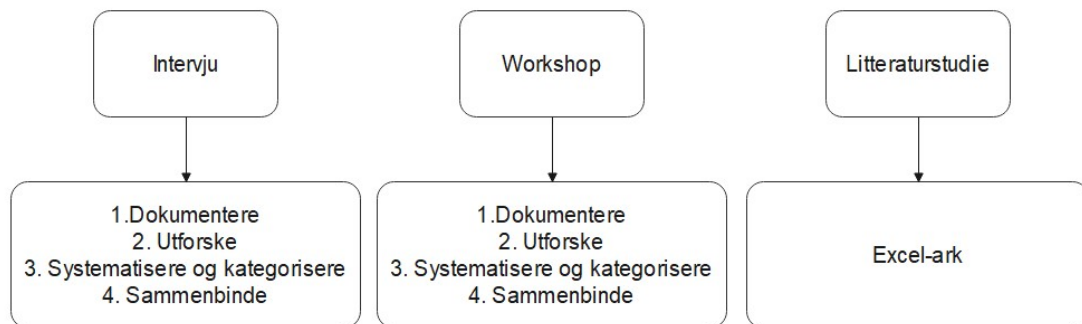 Intervju
Workshop
Litteraturstudie
1.Dokumentere
2. Utforske
3. Systematisere og kategorisere
4. Sammenbinde
1.Dokumentere
2. Utforske
3. Systematisere og kategorisere
4. Sammenbinde
Excel-ark